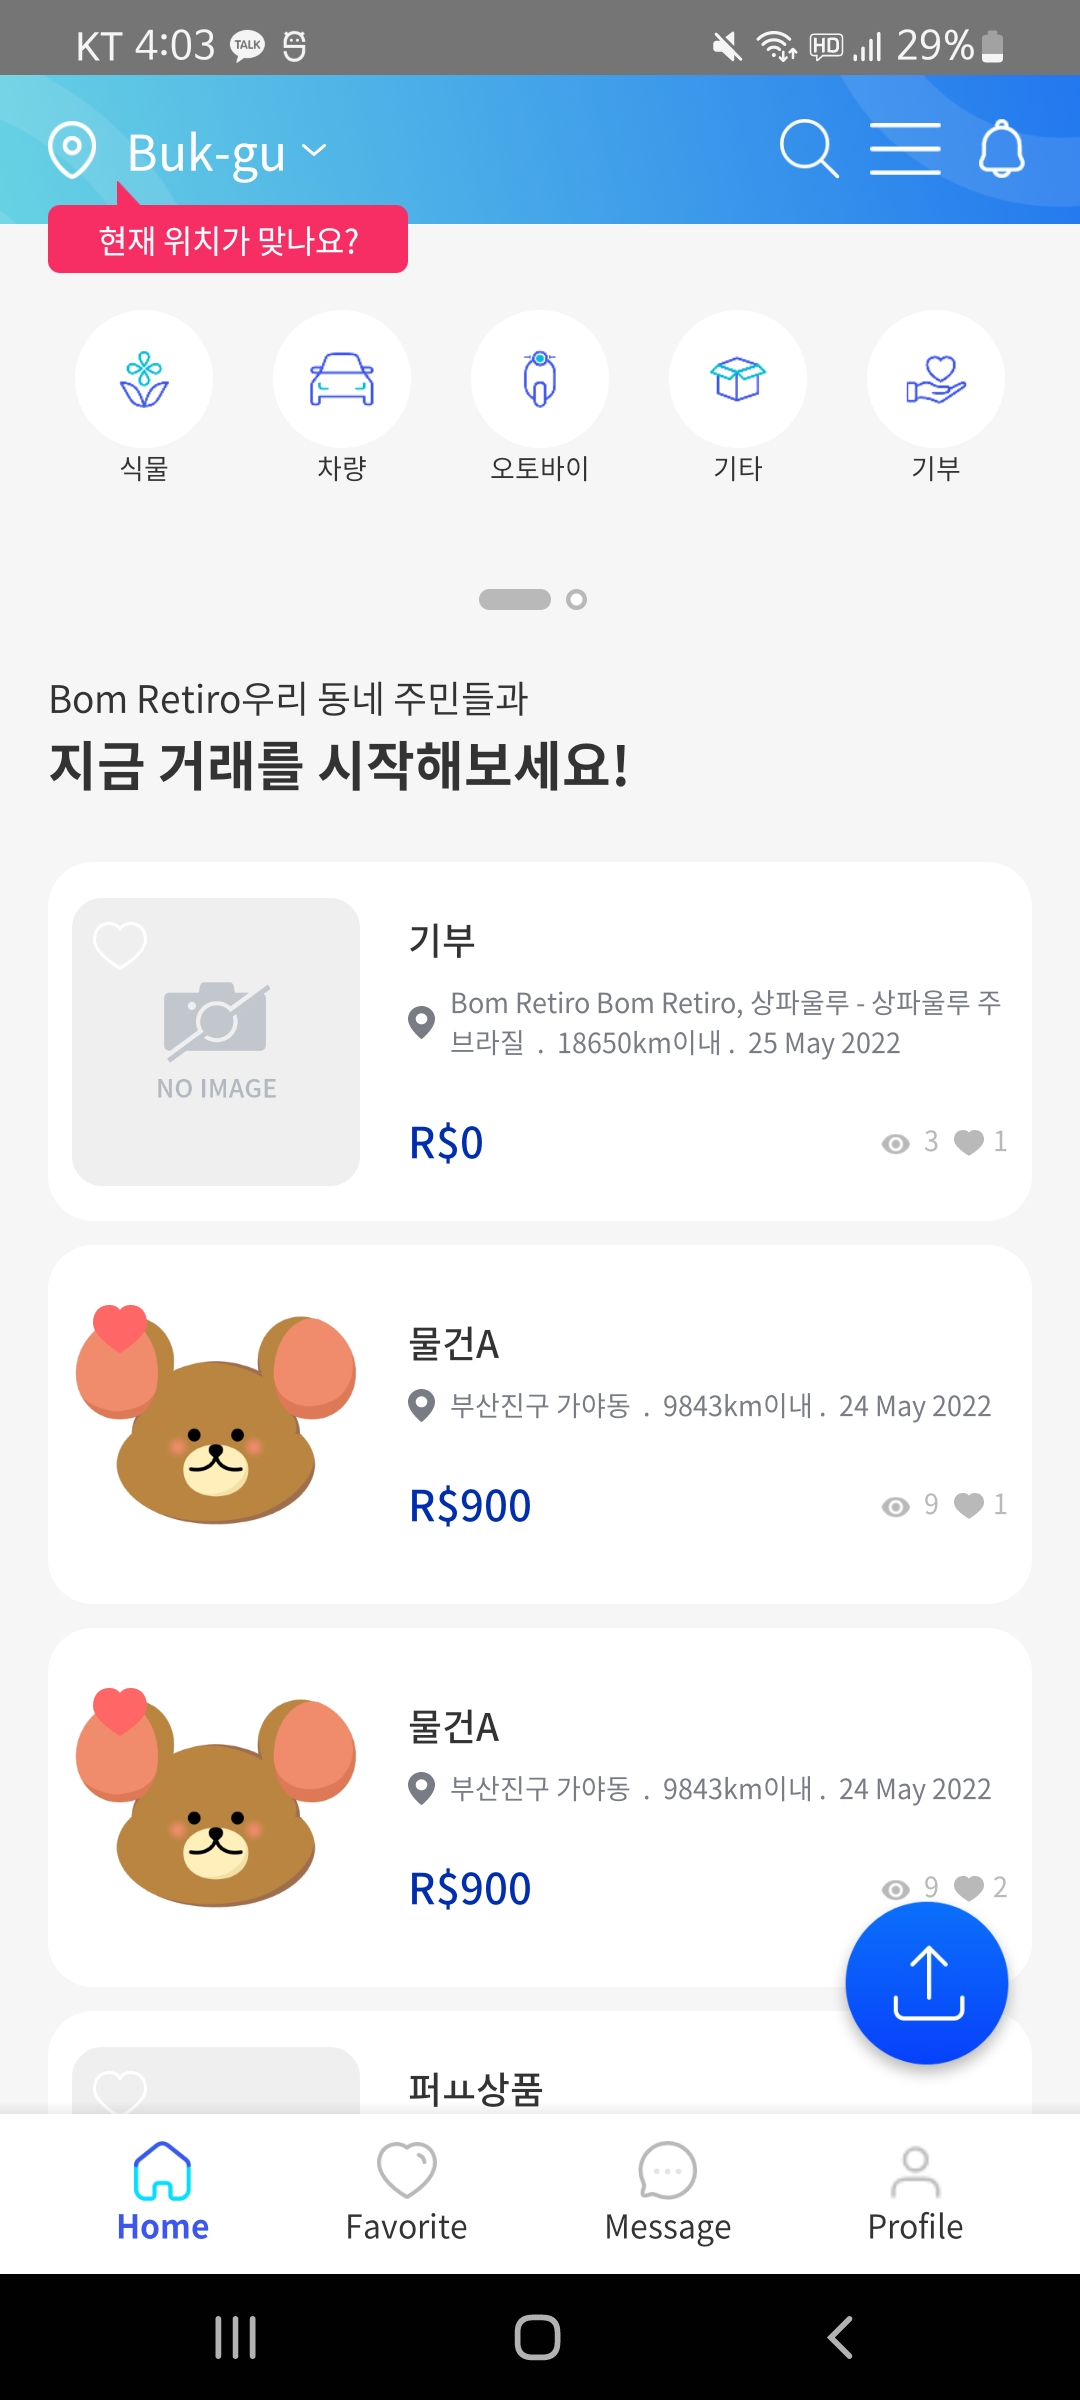 KT 4:03 TALK HD 29%
Buk-gu
현재 위치가 맞나요?
식물 차량 오토바이 기타 기부
Bom Retiro우리 동네 주민들과
지금 거래를 시작해보세요!
기부
Bom Retiro Bom Retiro, 상파울루 - 상파울루 주
브라질 . 18650km이내 . 25 May 2022
NO IMAGE
R$0 3 1
물건A
부산진구 가야동 . 9843km이내 . 24 May 2022
R$900 9 1
물건A
부산진구 가야동 . 9843km이내 . 24 May 2022
R$900 9 2
퍼ㅛ상품
Home Favorite Message Profile